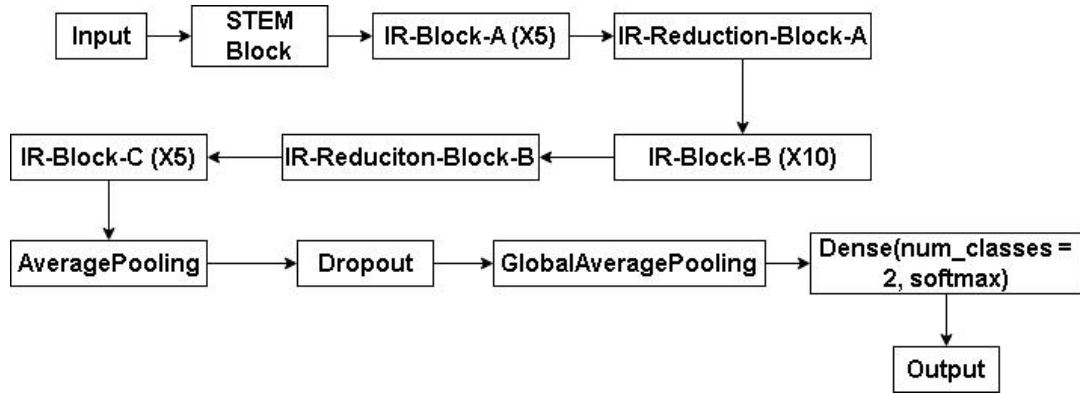 Input
STEM
Block
IR-Block-A (X5)
IR-Reduction-Block-A
IR-Block-B (X10)
IR-Reduciton-Block-B
IR-Block-C (X5)
AveragePooling
Dropout
GlobalAveragePooling
Dense(num_classes =
2, softmax)
Output